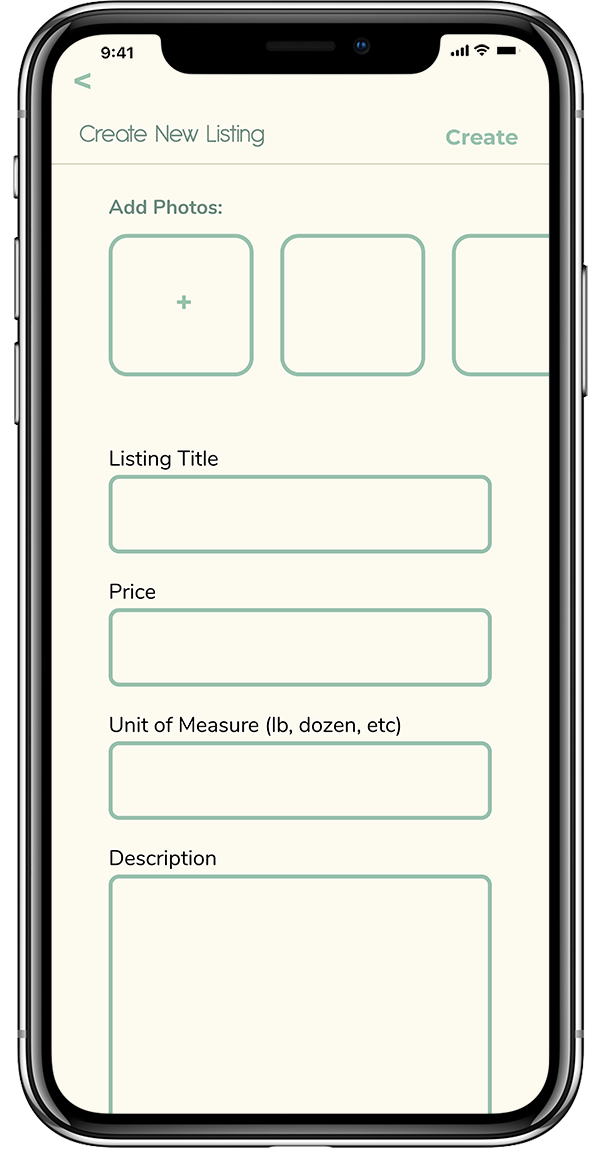 9:41
<
Create New Listing
Create
Add Photos:
+
Listing Title
Price
Unit of Measure (lb, dozen, etc)
Description